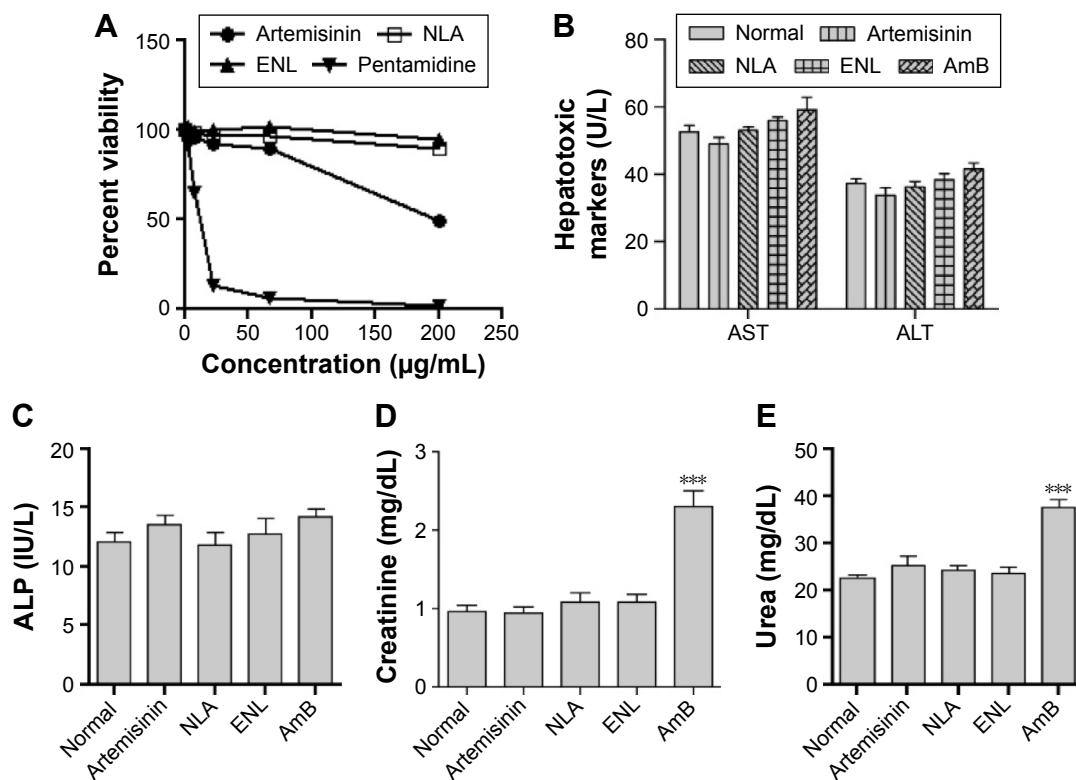 A
Artemisinin NLA
ENL Pentamidine
Percent viability
150
100
50
0
0 50 100 150 200 250
Concentration (µg/mL)
B
Normal Artemisinin
NLA ENL AmB
Hepatotoxic
markers (U/L)
80
60
40
20
0
AST ALT
C
ALP (IU/L)
20
15
10
5
0
Normal
Artemisinin
NLA
ENL
AmB
D
Creatinine (mg/dL)
3
2
1
0
***
Normal
Artemisinin
NLA
ENL
AmB
E
Urea (mg/dL)
50
40
30
20
10
0
***
Normal
Artemisinin
NLA
ENL
AmB